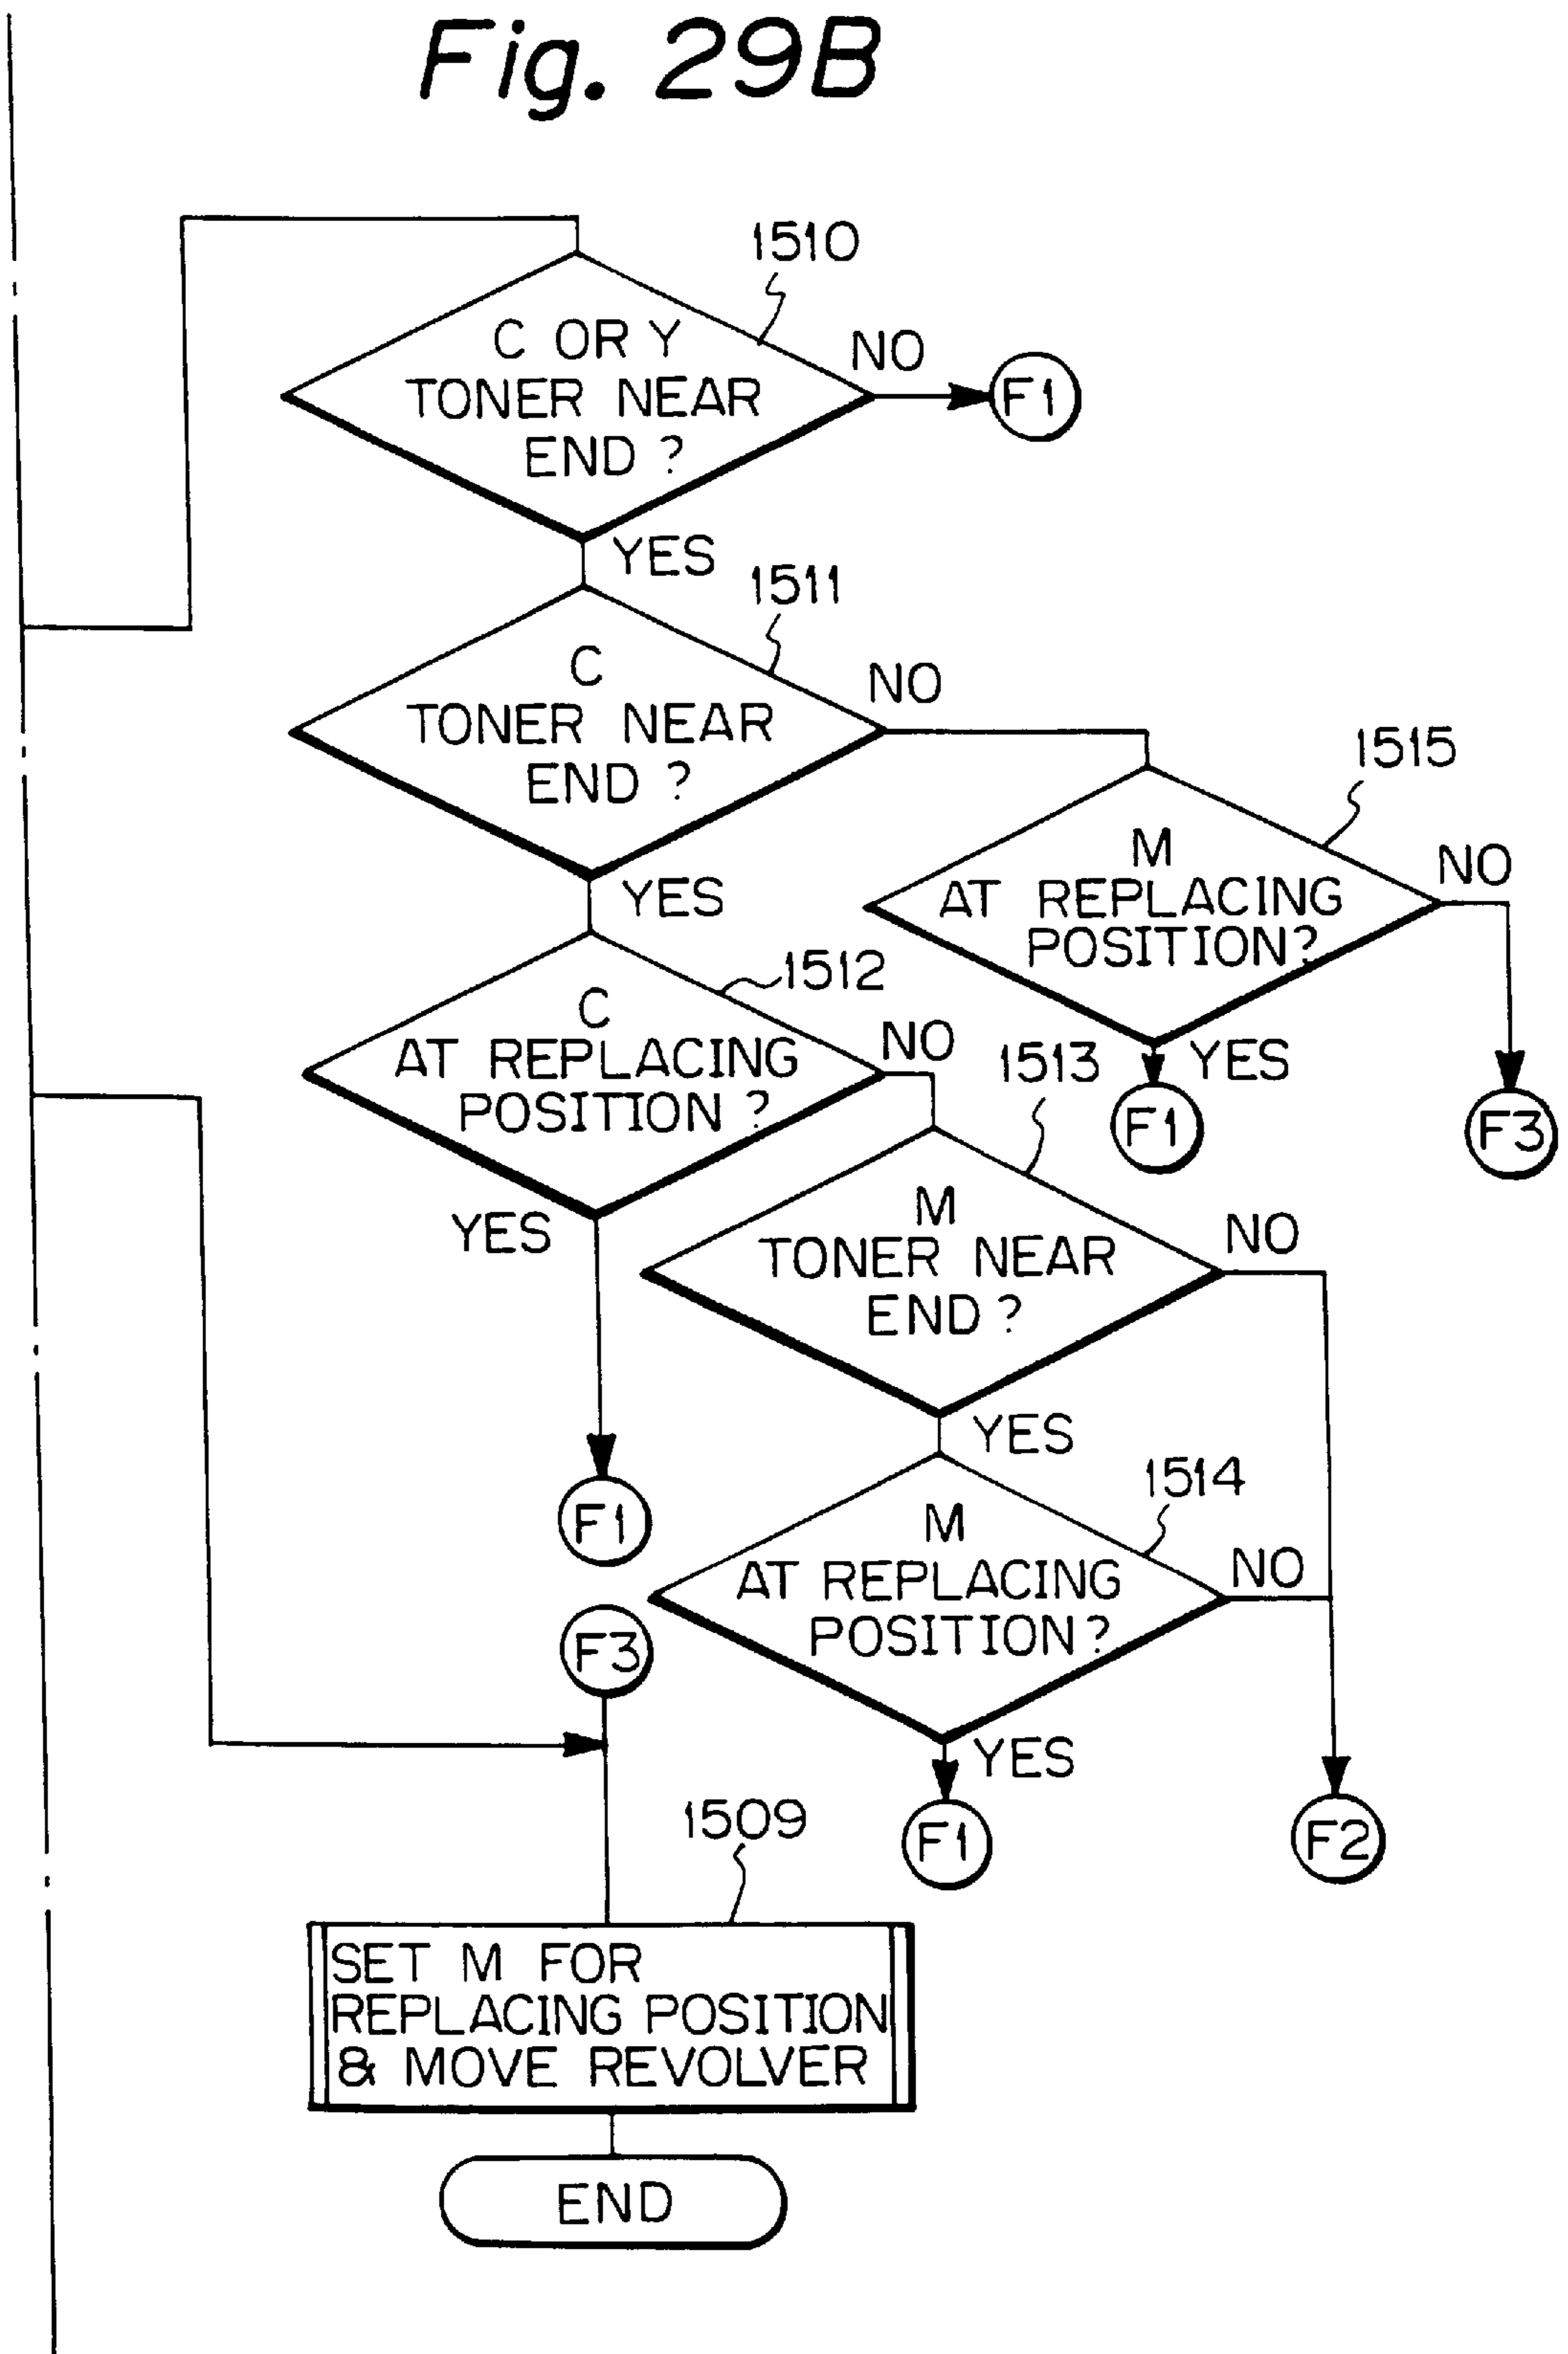 Fig. 29B
1510
C OR Y
TONER NEAR
END ?
NO
F1
YES
1511
C
TONER NEAR
END ?
NO
1515
M
AT REPLACING
POSITION?
NO
YES
F1
F3
YES
1512
C
AT REPLACING
POSITION ?
NO
1513
YES
F1
M
TONER NEAR
END ?
NO
YES
1514
M
AT REPLACING
POSITION ?
NO
YES
F1
F2
F3
1509
SET M FOR
REPLACING POSITION
& MOVE REVOLVER
END